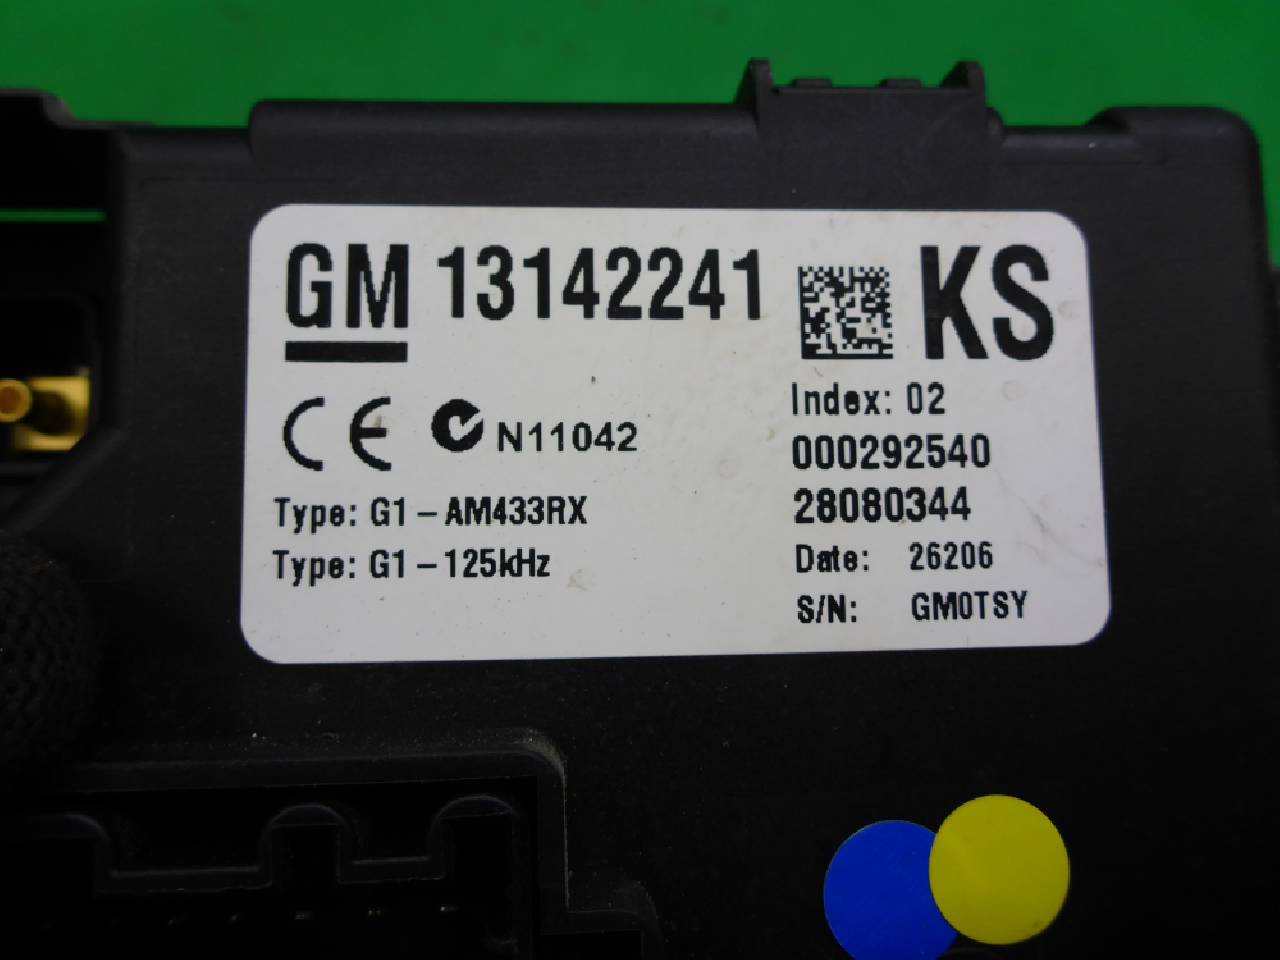 GM 13142241 KS
CE N11042
Index: 02
000292540
Type: G1-AM433RX
28080344
Type: G1-125kHz
Date: 26206
S/N: GM0TSY